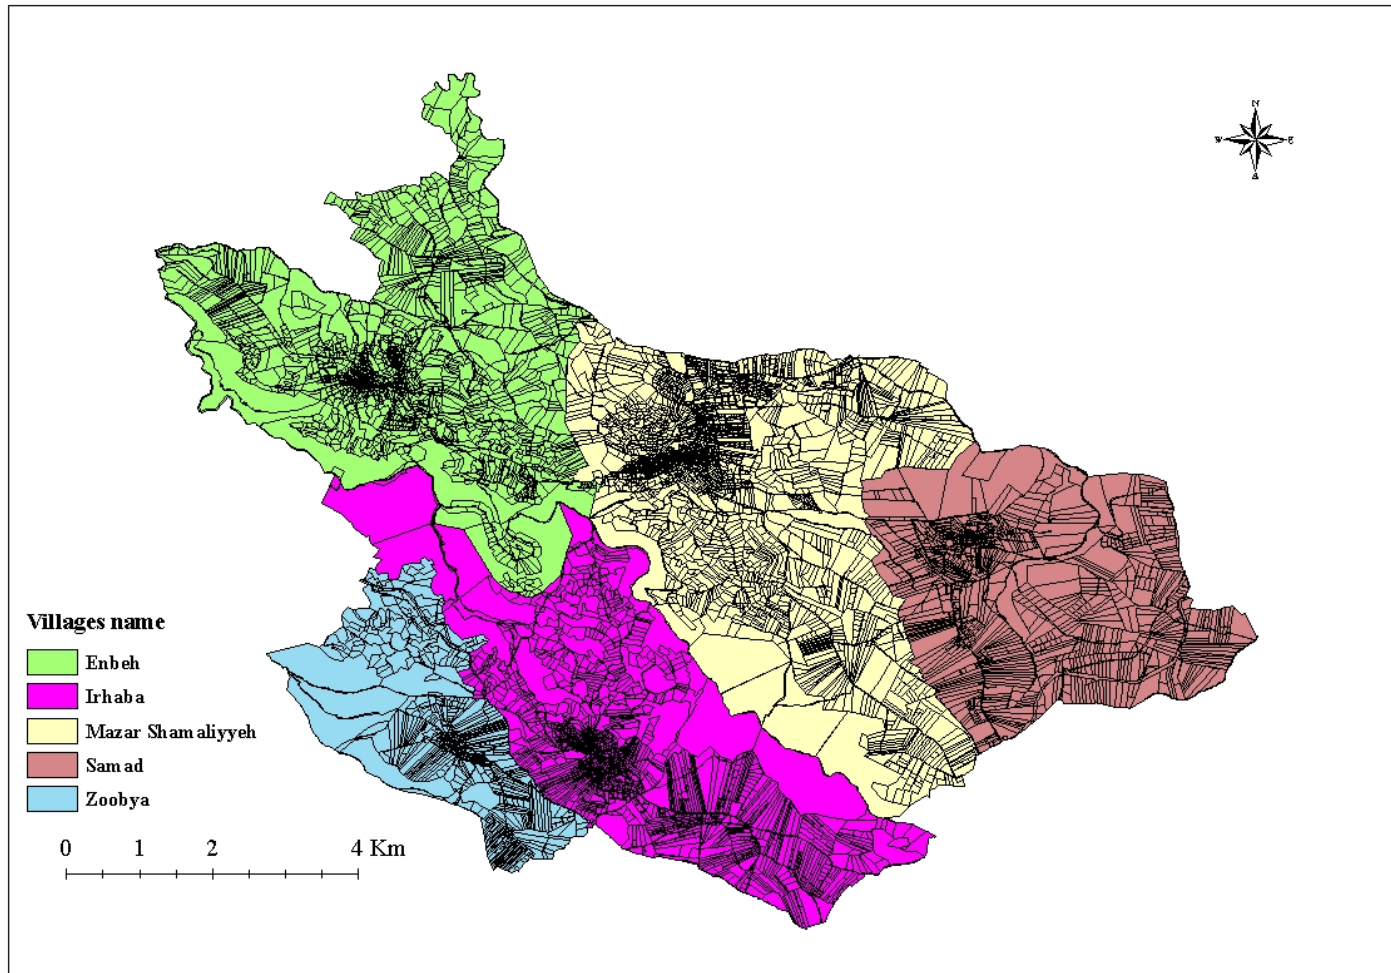 N
W E
S
Villages name
Enbeh
Irhaba
Mazar Shamaliyyeh
Samad
Zoobya
0 1 2 4 Km